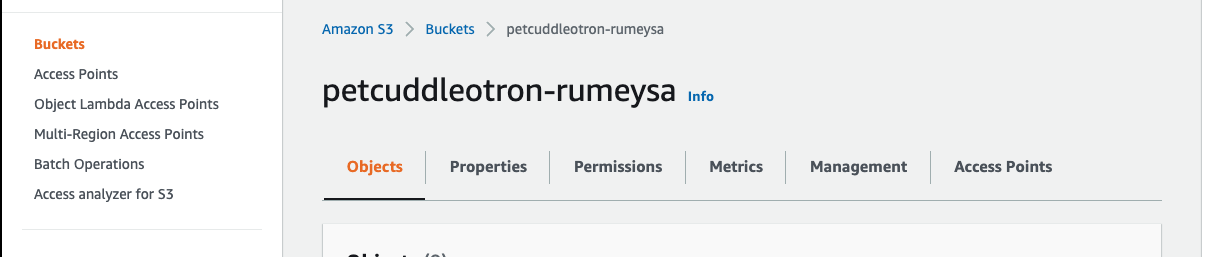 Amazon S3 > Buckets > petcuddleotron-rumeysa
petcuddleotron-rumeysa Info
Buckets
Access Points
Object Lambda Access Points
Multi-Region Access Points
Batch Operations
Access analyzer for S3
Objects Properties Permissions Metrics Management Access Points